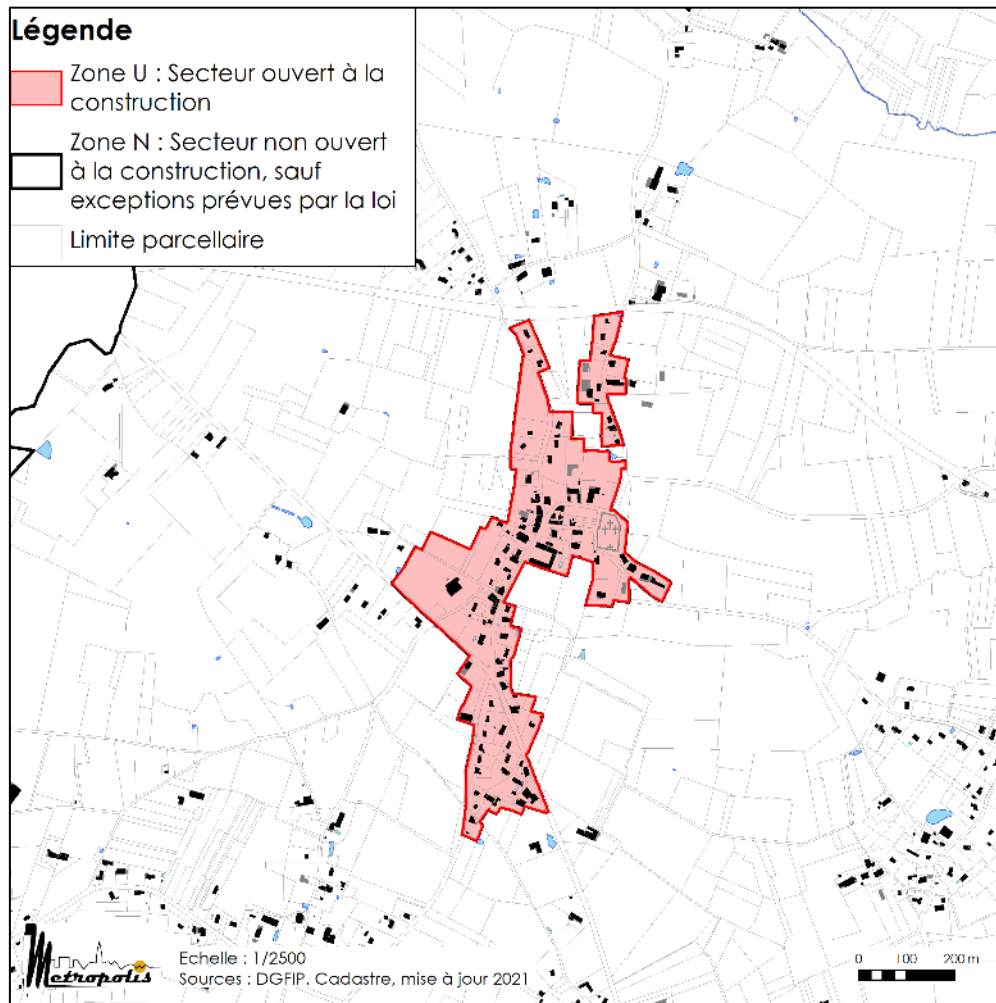 Légende
Zone U : Secteur ouvert à la
construction
Zone N : Secteur non ouvert
à la construction, sauf
exceptions prévues par la loi
Limite parcellaire
Metropolis
Echelle : 1/2500
Sources : DGFIP. Cadastre, mise à jour 2021
0 100 200 m